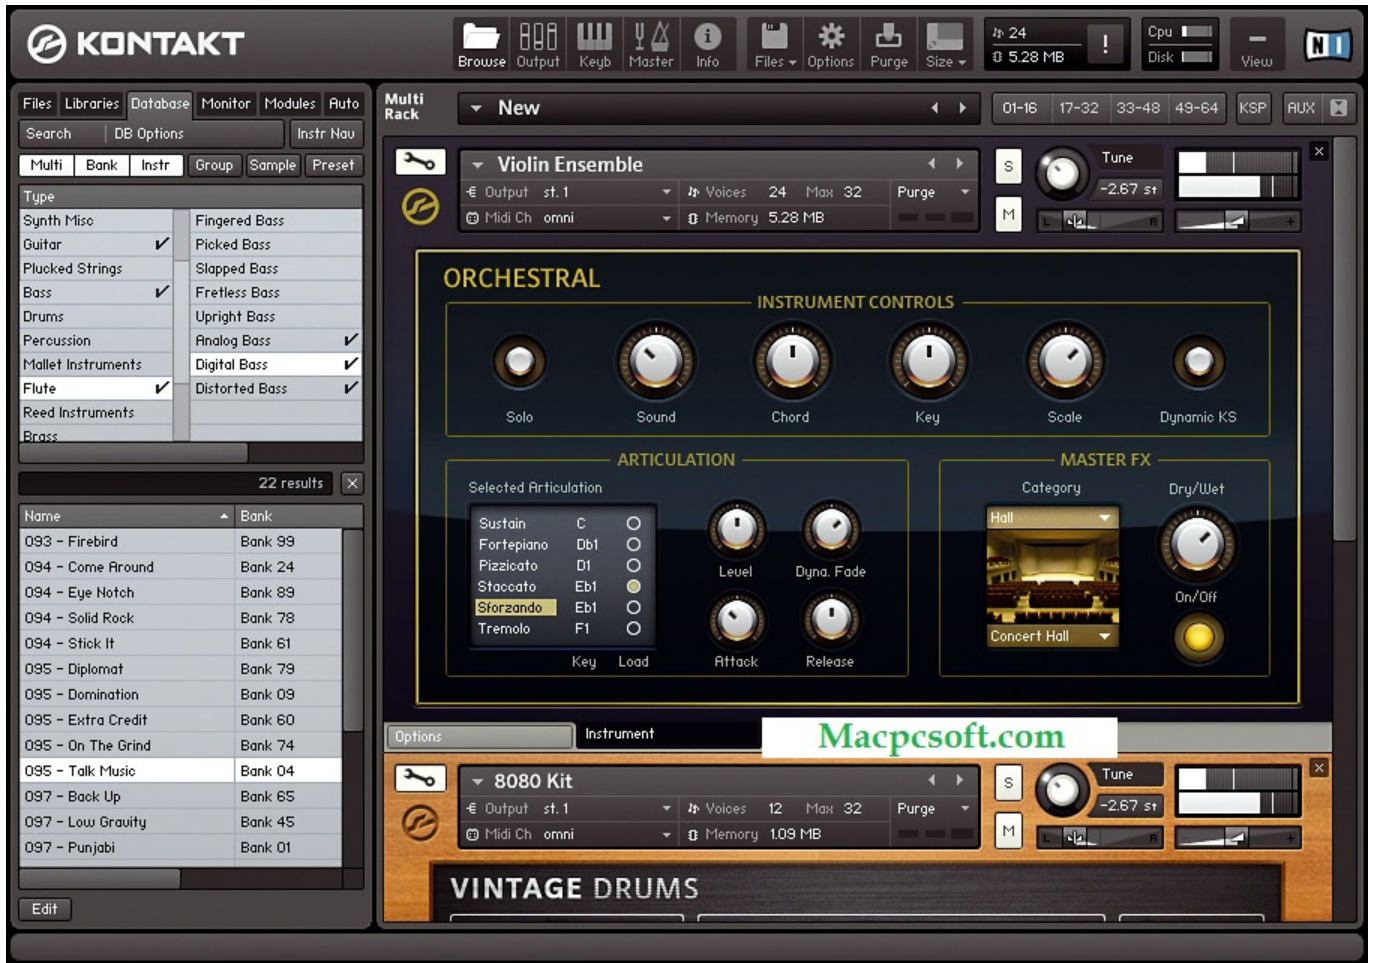 KONTAKT
Browse Output Keyb Master Info Files Options Purge Size
24
5.28 MB
!
Cpu
Disk
View
NI
Files Libraries Database Monitor Modules Auto
Search DB Options Instr Nav
Multi Bank Instr Group Sample Preset
Type
Synth Misc
Guitar
Plucked Strings
Bass
Drums
Percussion
Mallet Instruments
Flute
Reed Instruments
Brass
Fingered Bass
Picked Bass
Slapped Bass
Fretless Bass
Upright Bass
Analog Bass
Digital Bass
Distorted Bass
22 results
Name Bank
093 - Firebird Bank 99
094 - Come Around Bank 24
094 - Eye Notch Bank 89
094 - Solid Rock Bank 78
094 - Stick It Bank 61
095 - Diplomat Bank 79
095 - Domination Bank 09
095 - Extra Credit Bank 60
095 - On The Grind Bank 74
095 - Talk Music Bank 04
097 - Back Up Bank 65
097 - Low Gravity Bank 45
097 - Punjabi Bank 01
Edit
Multi
Rack
New
01-16 17-32 33-48 49-64 KSP AUX
Violin Ensemble
Output st. 1 Voices 24 Max 32 Purge
Midi Ch omni Memory 5.28 MB
S
M
Tune
-2.67 st
L R
- +
ORCHESTRAL
INSTRUMENT CONTROLS
Solo Sound Chord Key Scale Dynamic KS
ARTICULATION
Selected Articulation
Sustain C
Fortepiano Db1
Pizzicato D1
Staccato Eb1
Sforzando Eb1
Tremolo F1
Key Load
Level Dyna. Fade
Attack Release
MASTER FX
Category Dry/Wet
Hall
Concert Hall
On/Off
Options Instrument
Macpcsoft.com
8080 Kit
Output st. 1 Voices 12 Max 32 Purge
Midi Ch omni Memory 1.09 MB
S
M
Tune
-2.67 st
L R
- +
VINTAGE DRUMS